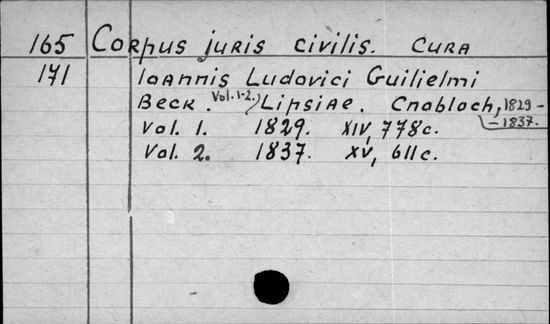 165 Corpus juris civilis. Cura
171 Ioannis Ludovici Guilielmi
Beck. Vol. 1-2. Lipsiae. Cnobloch, 1829-
-1837.
Vol. 1. 1829. XIV, 778c.
Vol. 2. 1837. XV, 611c.